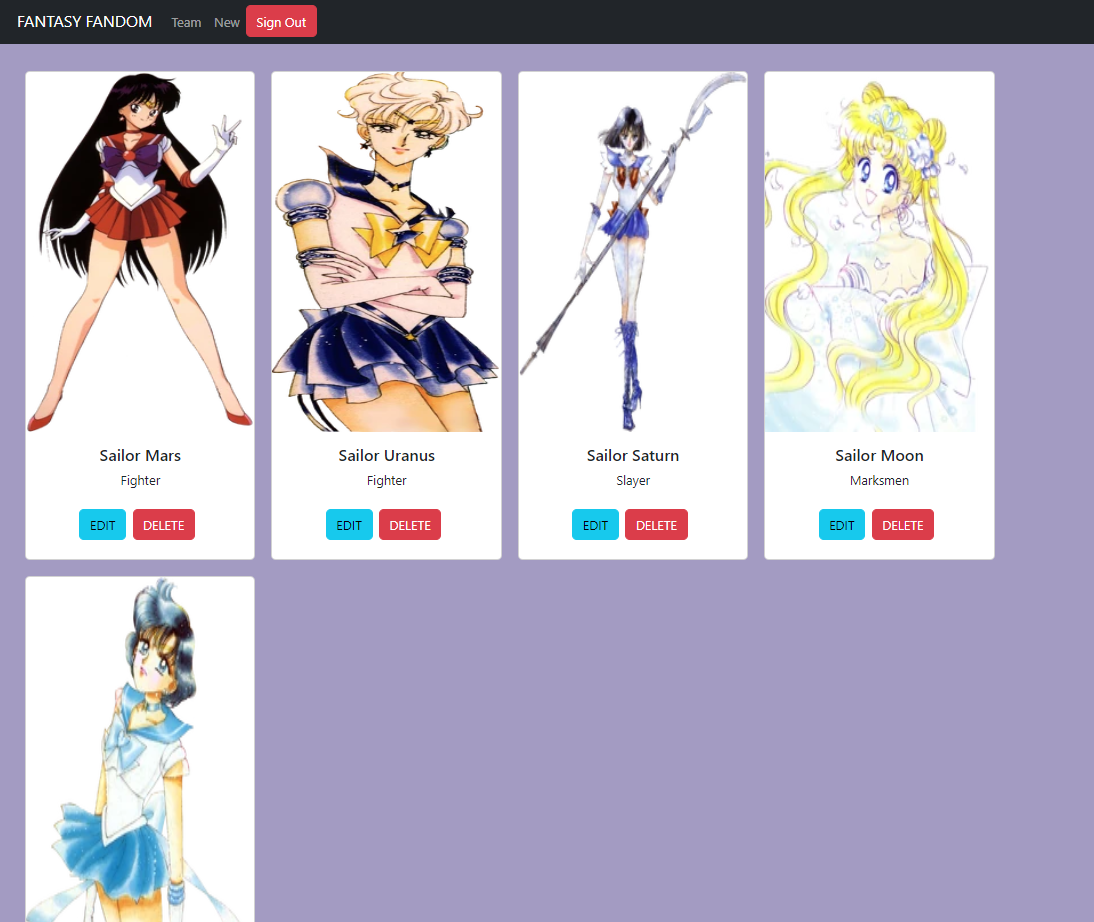 FANTASY FANDOM Team New Sign Out
Sailor Mars
Fighter
EDIT DELETE
Sailor Uranus
Fighter
EDIT DELETE
Sailor Saturn
Slayer
EDIT DELETE
Sailor Moon
Marksmen
EDIT DELETE